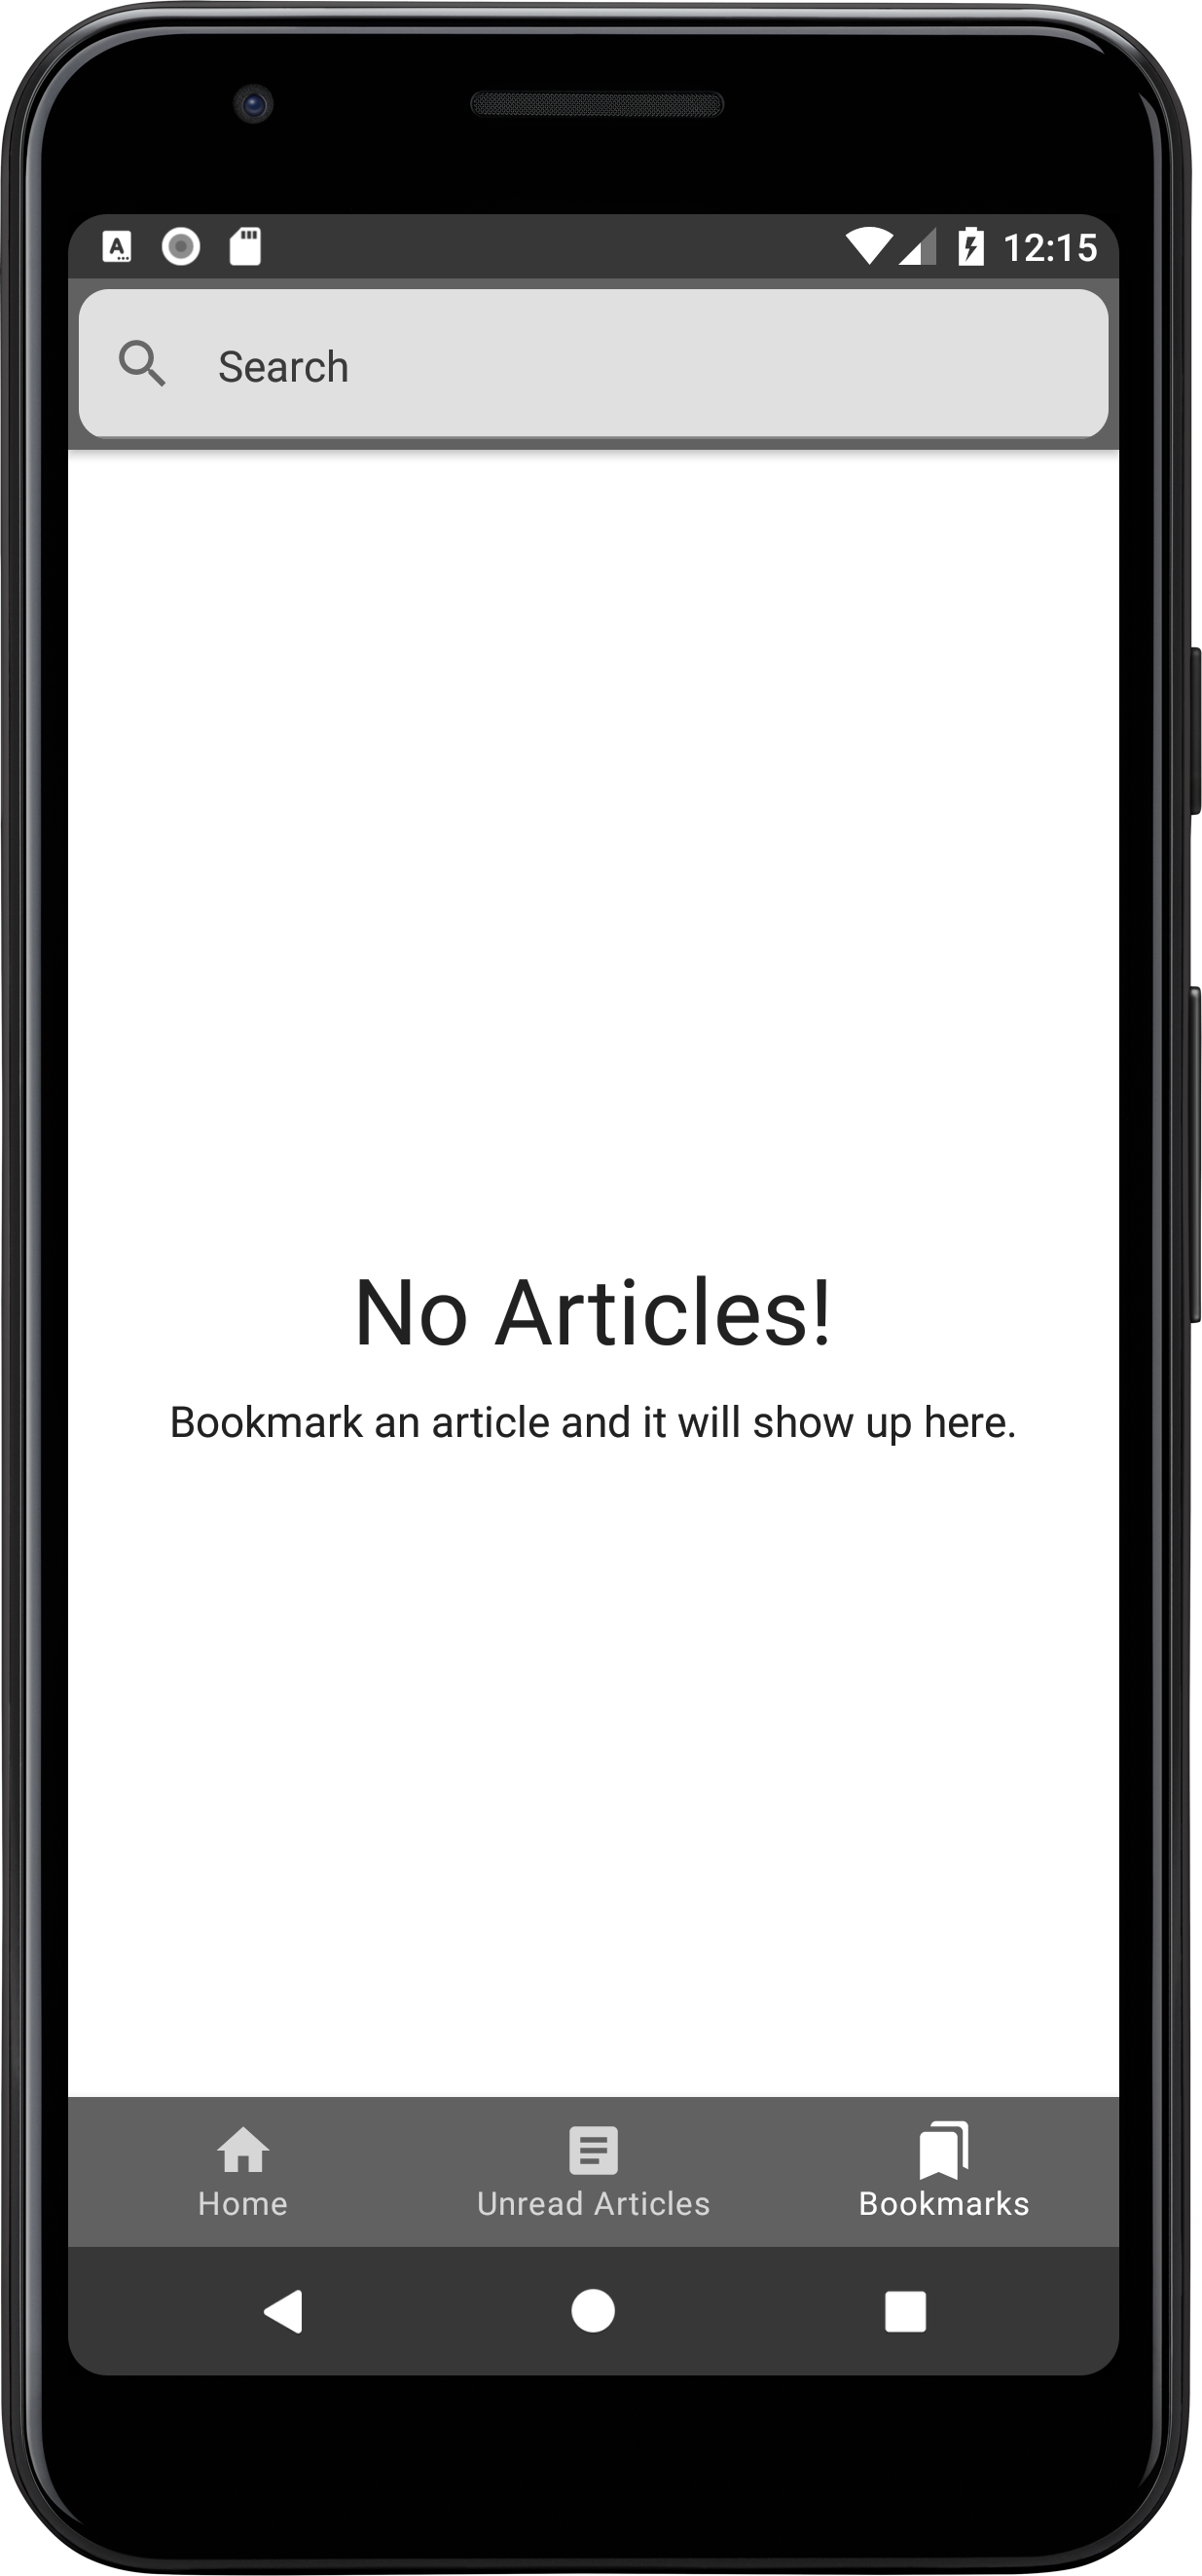 12:15
Search
No Articles!
Bookmark an article and it will show up here.
Home
Unread Articles
Bookmarks